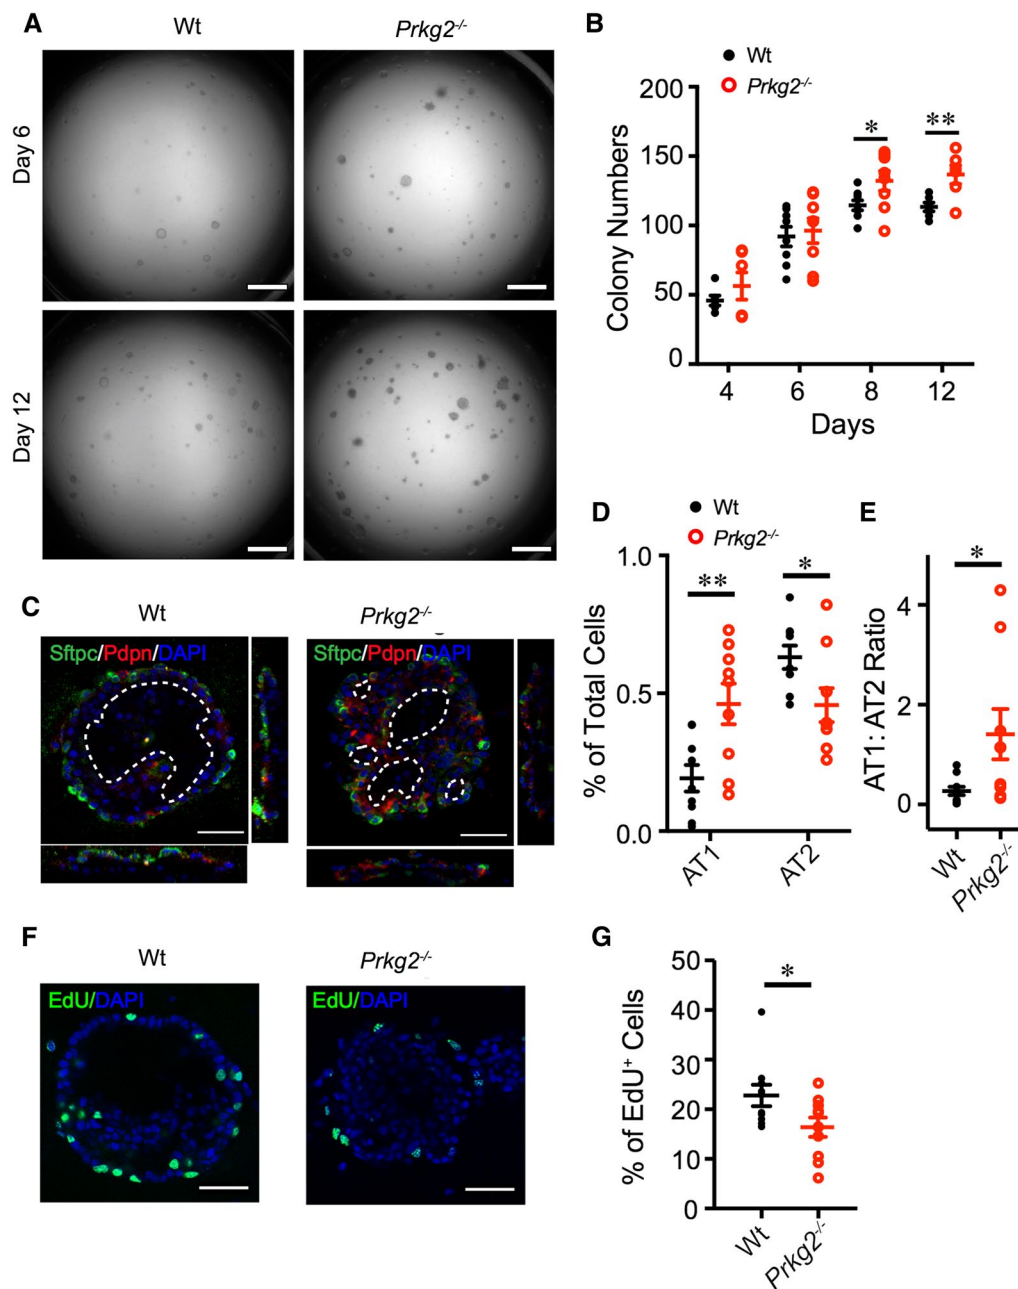 A
Wt
Prkg2-/-
Day 6
Day 12
B
Wt
Prkg2-/-
200
150
100
50
0
Colony Numbers
*
**
4 6 8 12
Days
C
Wt
Prkg2-/-
Sftpc/Pdpn/DAPI
Sftpc/Pdpn/DAPI
D
Wt
Prkg2-/-
1.0
0.5
0.0
% of Total Cells
**
*
AT1 AT2
E
*
4
2
0
AT1: AT2 Ratio
Wt Prkg2-/-
F
Wt
Prkg2-/-
EdU/DAPI
EdU/DAPI
G
50
40
30
20
10
0
% of EdU+ Cells
*
Wt Prkg2-/-